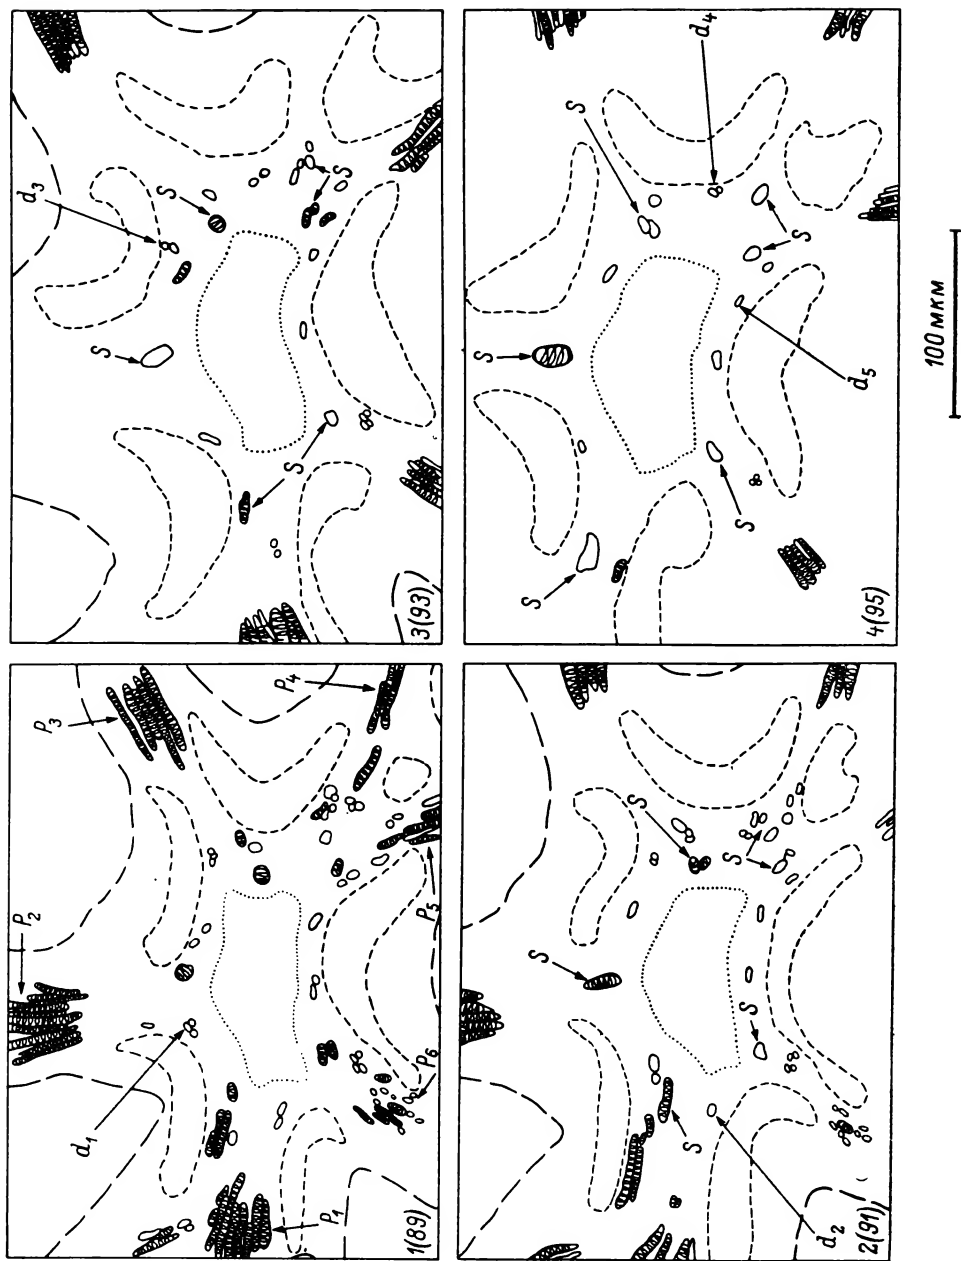 d₃
S
S
S
S
3(93)
d₄
S
S
S
d₅
S
S
4(95)
100 мкм
P₃
P₄
P₂
P₅
d₁
P₆
P₁
1(89)
S
S
S
S
S
d₂
2(91)